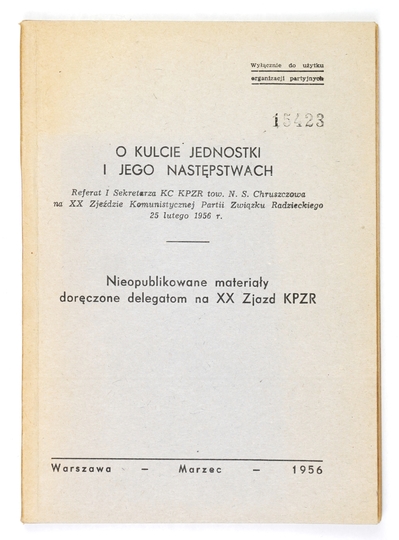 Wyłącznie do użytku
organizacji partyjnych
15423
O KULCIE JEDNOSTKI
I JEGO NASTĘPSTWACH
Referat I Sekretarza KC KPZR tow. N. S. Chruszczowa
na XX Zjeździe Komunistycznej Partii Związku Radzieckiego
25 lutego 1956 r.
Nieopublikowane materiały
doręczone delegatom na XX Zjazd KPZR
Warszawa — Marzec — 1956